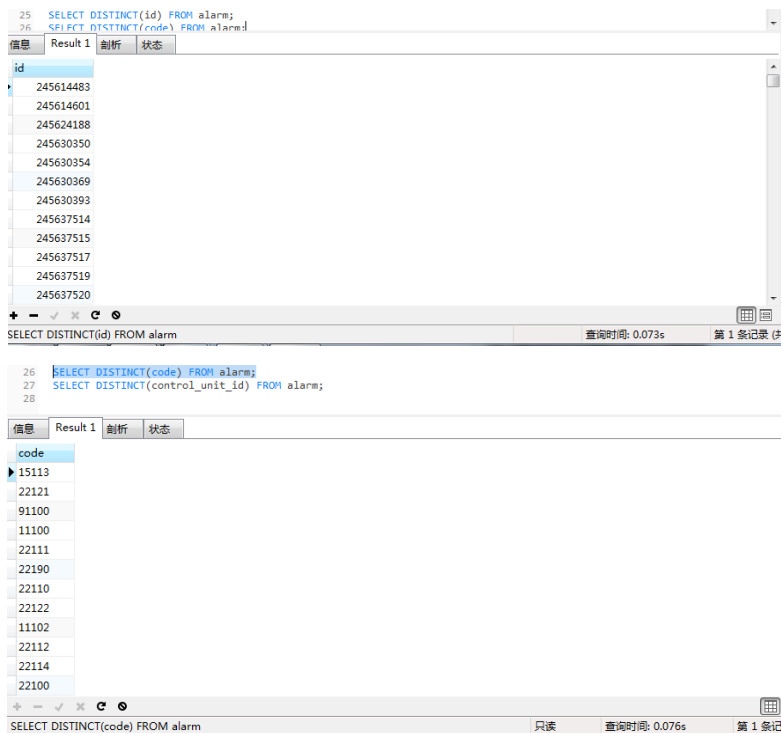 25 SELECT DISTINCT(id) FROM alarm;
26 SELECT DISTINCT(code) FROM alarm;
信息 Result 1 剖析 状态
id
245614483
245614601
245624188
245630350
245630354
245630369
245630393
245637514
245637515
245637517
245637519
245637520
SELECT DISTINCT(id) FROM alarm 查询时间: 0.073s 第 1 条记录 (共
26 SELECT DISTINCT(code) FROM alarm;
27 SELECT DISTINCT(control_unit_id) FROM alarm;
28
信息 Result 1 剖析 状态
code
15113
22121
91100
11100
22111
22190
22110
22122
11102
22112
22114
22100
SELECT DISTINCT(code) FROM alarm 只读 查询时间: 0.076s 第 1 条记